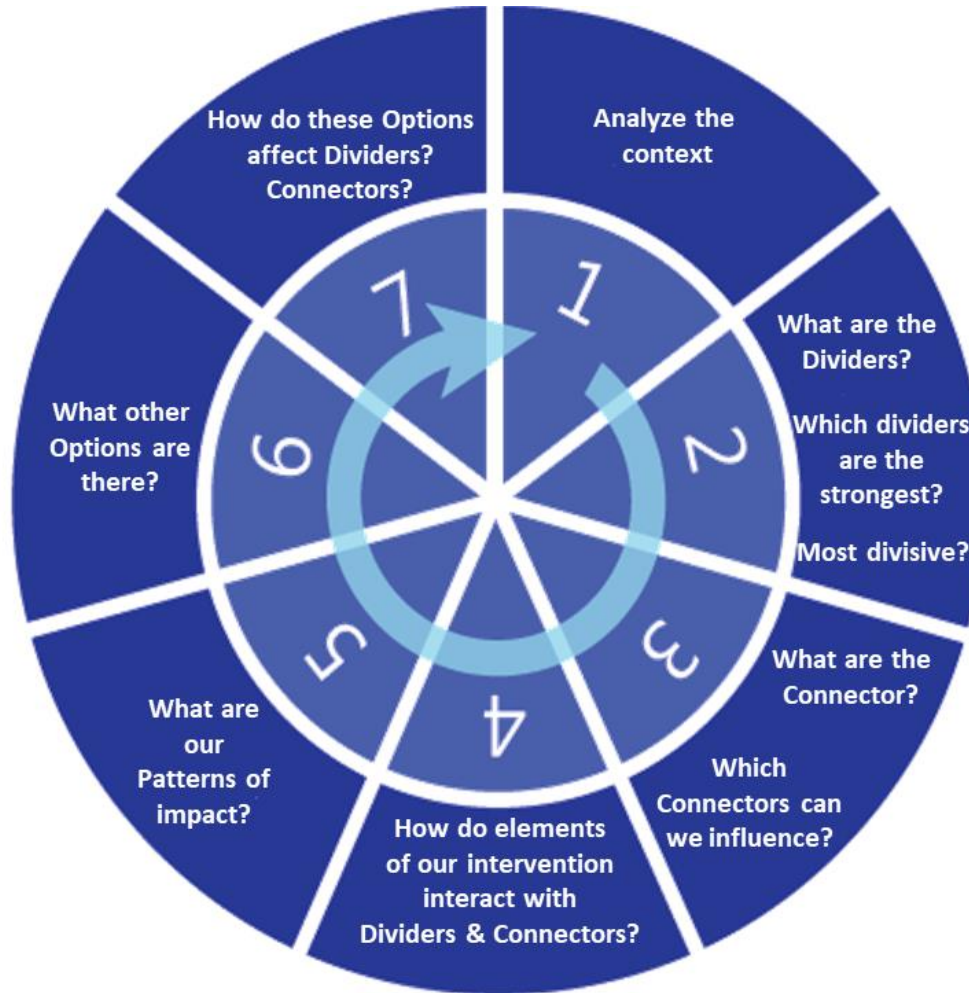 1
Analyze the
context
2
What are the
Dividers?
Which dividers
are the
strongest?
Most divisive?
3
What are the
Connector?
Which
Connectors can
we influence?
4
How do elements
of our intervention
interact with
Dividers & Connectors?
5
What are
our
Patterns of
impact?
6
What other
Options are
there?
7
How do these Options
affect Dividers?
Connectors?